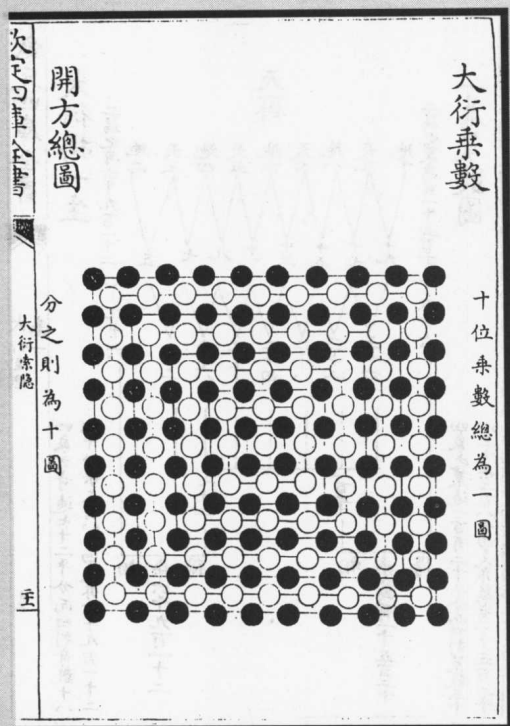 大衍乘數
十位乘數總為一圖
開方總圖
分之則為十圖
欽定四庫全書
大衍索隱